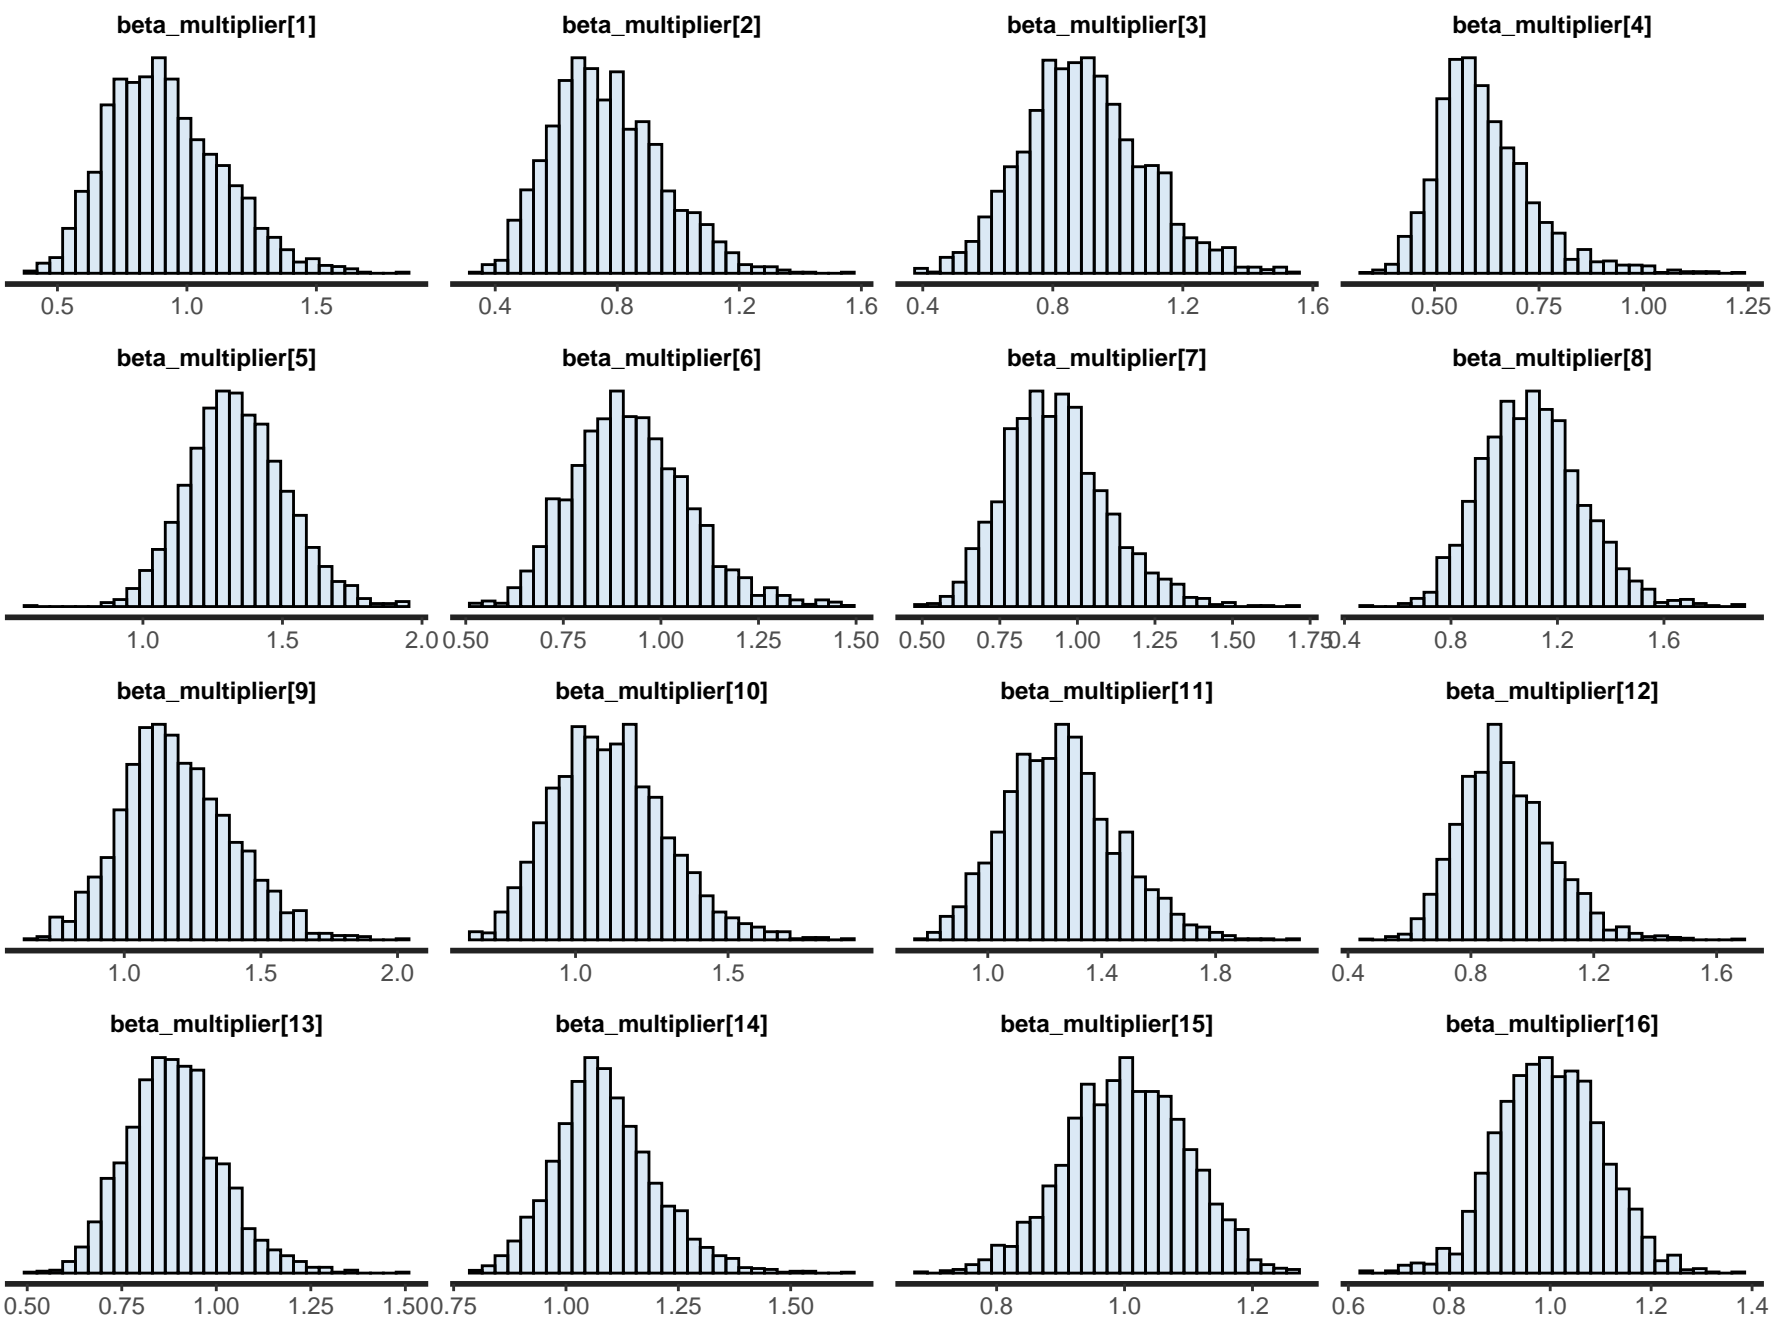 beta_multiplier[1] beta_multiplier[2] beta_multiplier[3] beta_multiplier[4]
0.5 1.0 1.5 0.4 0.8 1.2 1.6 0.4 0.8 1.2 1.6 0.50 0.75 1.00 1.25
beta_multiplier[5] beta_multiplier[6] beta_multiplier[7] beta_multiplier[8]
1.0 1.5 2.0 0.50 0.75 1.00 1.25 1.50 0.50 0.75 1.00 1.25 1.50 1.75 0.4 0.8 1.2 1.6
beta_multiplier[9] beta_multiplier[10] beta_multiplier[11] beta_multiplier[12]
1.0 1.5 2.0 1.0 1.5 1.0 1.4 1.8 0.4 0.8 1.2 1.6
beta_multiplier[13] beta_multiplier[14] beta_multiplier[15] beta_multiplier[16]
0.50 0.75 1.00 1.25 1.50 0.75 1.00 1.25 1.50 0.8 1.0 1.2 0.6 0.8 1.0 1.2 1.4